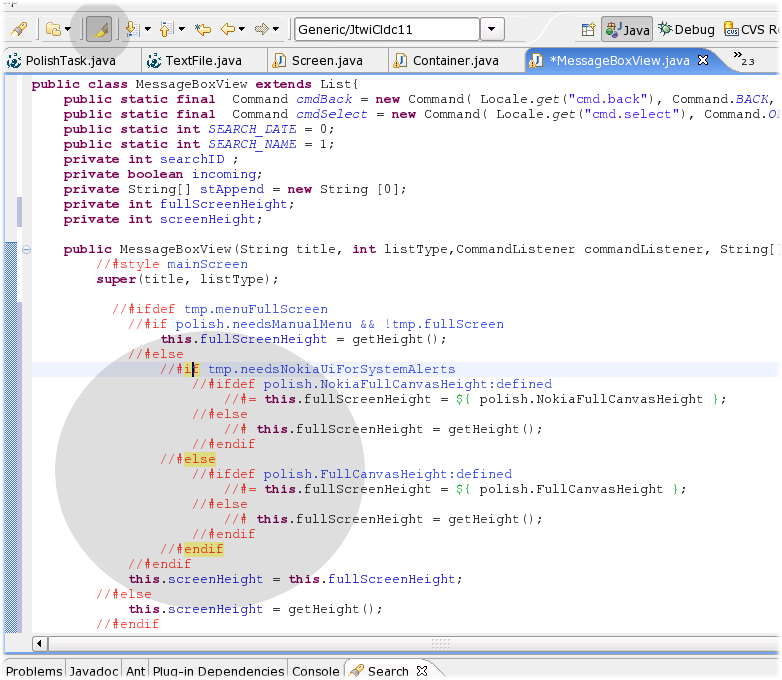 Generic/JtwiCldc11
Java
Debug
CVS R
PolishTask.java
TextFile.java
Screen.java
Container.java
*MessageBoxView.java
»23
public class MessageBoxView extends List{
    public static final  Command cmdBack = new Command( Locale.get("cmd.back"), Command.BACK,
    public static final  Command cmdSelect = new Command( Locale.get("cmd.select"), Command.O
    public static int SEARCH_DATE = 0;
    public static int SEARCH_NAME = 1;
    private int searchID ;
    private boolean incoming;
    private String[] stAppend = new String [0];
    private int fullScreenHeight;
    private int screenHeight;
    public MessageBoxView(String title, int listType,CommandListener commandListener, String[]
        //#style mainScreen
        super(title, listType);
          //#ifdef tmp.menuFullScreen
            //#if polish.needsManualMenu && !tmp.fullScreen
                this.fullScreenHeight = getHeight();
            //#else
                //#if tmp.needsNokiaUiForSystemAlerts
                    //#ifdef polish.NokiaFullCanvasHeight:defined
                        //#= this.fullScreenHeight = ${ polish.NokiaFullCanvasHeight };
                    //#else
                        //# this.fullScreenHeight = getHeight();
                    //#endif
                //#else
                    //#ifdef polish.FullCanvasHeight:defined
                        //#= this.fullScreenHeight = ${ polish.FullCanvasHeight };
                    //#else
                        //# this.fullScreenHeight = getHeight();
                    //#endif
                //#endif
            //#endif
            this.screenHeight = this.fullScreenHeight;
        //#else
            this.screenHeight = getHeight();
        //#endif
Problems
Javadoc
Ant
Plug-in Dependencies
Console
Search